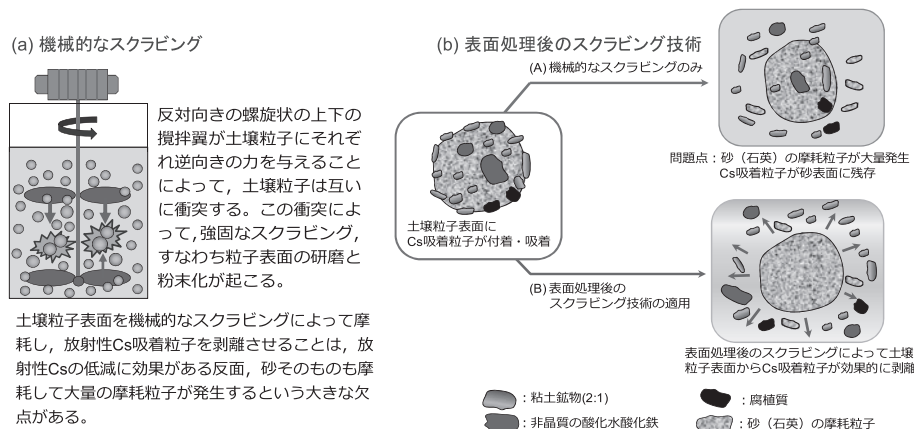 (a) 機械的なスクラビング
反対向きの螺旋状の上下の
攪拌翼が土壌粒子にそれぞ
れ逆向きの力を与えること
によって，土壌粒子は互い
に衝突する。この衝突によ
って，強固なスクラビング，
すなわち粒子表面の研磨と
粉末化が起こる。
土壌粒子表面を機械的なスクラビングによって摩
耗し，放射性Cs吸着粒子を剥離させることは，放
射性Csの低減に効果がある反面，砂そのものも摩
耗して大量の摩耗粒子が発生するという大きな欠
点がある。
(b) 表面処理後のスクラビング技術
(A) 機械的なスクラビングのみ
問題点：砂（石英）の摩耗粒子が大量発生
Cs吸着粒子が砂表面に残存
土壌粒子表面に
Cs吸着粒子が付着・吸着
(B) 表面処理後の
スクラビング技術の適用
表面処理後のスクラビングによって土壌
粒子表面からCs吸着粒子が効果的に剥離
：粘土鉱物(2:1)
：腐植質
：非晶質の酸化水酸化鉄
：砂（石英）の摩耗粒子